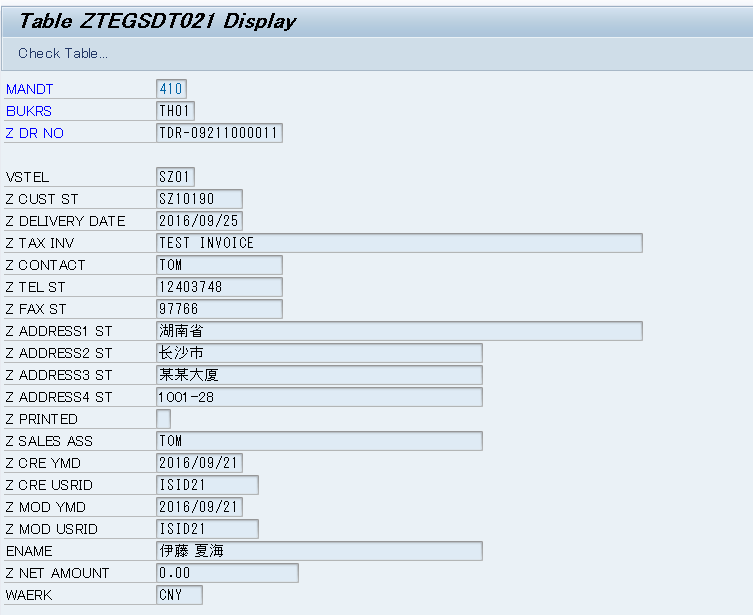 Table ZTEGSDT021 Display
Check Table...
MANDT 410
BUKRS TH01
Z DR NO TDR-09211000011
VSTEL SZ01
Z CUST ST SZ10190
Z DELIVERY DATE 2016/09/25
Z TAX INV TEST INVOICE
Z CONTACT TOM
Z TEL ST 12403748
Z FAX ST 97766
Z ADDRESS1 ST 湖南省
Z ADDRESS2 ST 长沙市
Z ADDRESS3 ST 某某大厦
Z ADDRESS4 ST 1001-28
Z PRINTED
Z SALES ASS TOM
Z CRE YMD 2016/09/21
Z CRE USRID ISID21
Z MOD YMD 2016/09/21
Z MOD USRID ISID21
ENAME 伊藤 夏海
Z NET AMOUNT 0.00
WAERK CNY